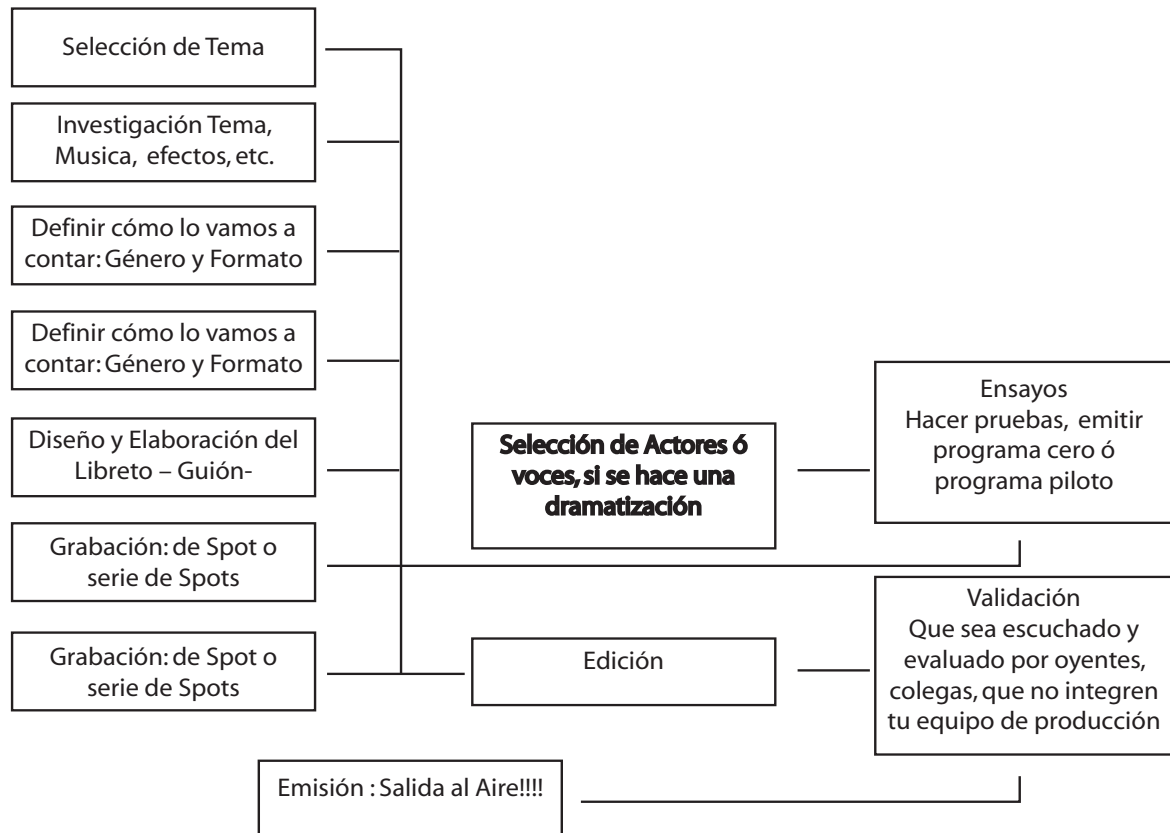 Selección de Tema
Investigación Tema,
Musica, efectos, etc.
Definir cómo lo vamos a
contar: Género y Formato
Definir cómo lo vamos a
contar: Género y Formato
Diseño y Elaboración del
Libreto – Guión-
Selección de Actores ó
voces, si se hace una
dramatización
Ensayos
Hacer pruebas, emitir
programa cero ó
programa piloto
Grabación: de Spot o
serie de Spots
Grabación: de Spot o
serie de Spots
Edición
Validación
Que sea escuchado y
evaluado por oyentes,
colegas, que no integren
tu equipo de producción
Emisión : Salida al Aire!!!!